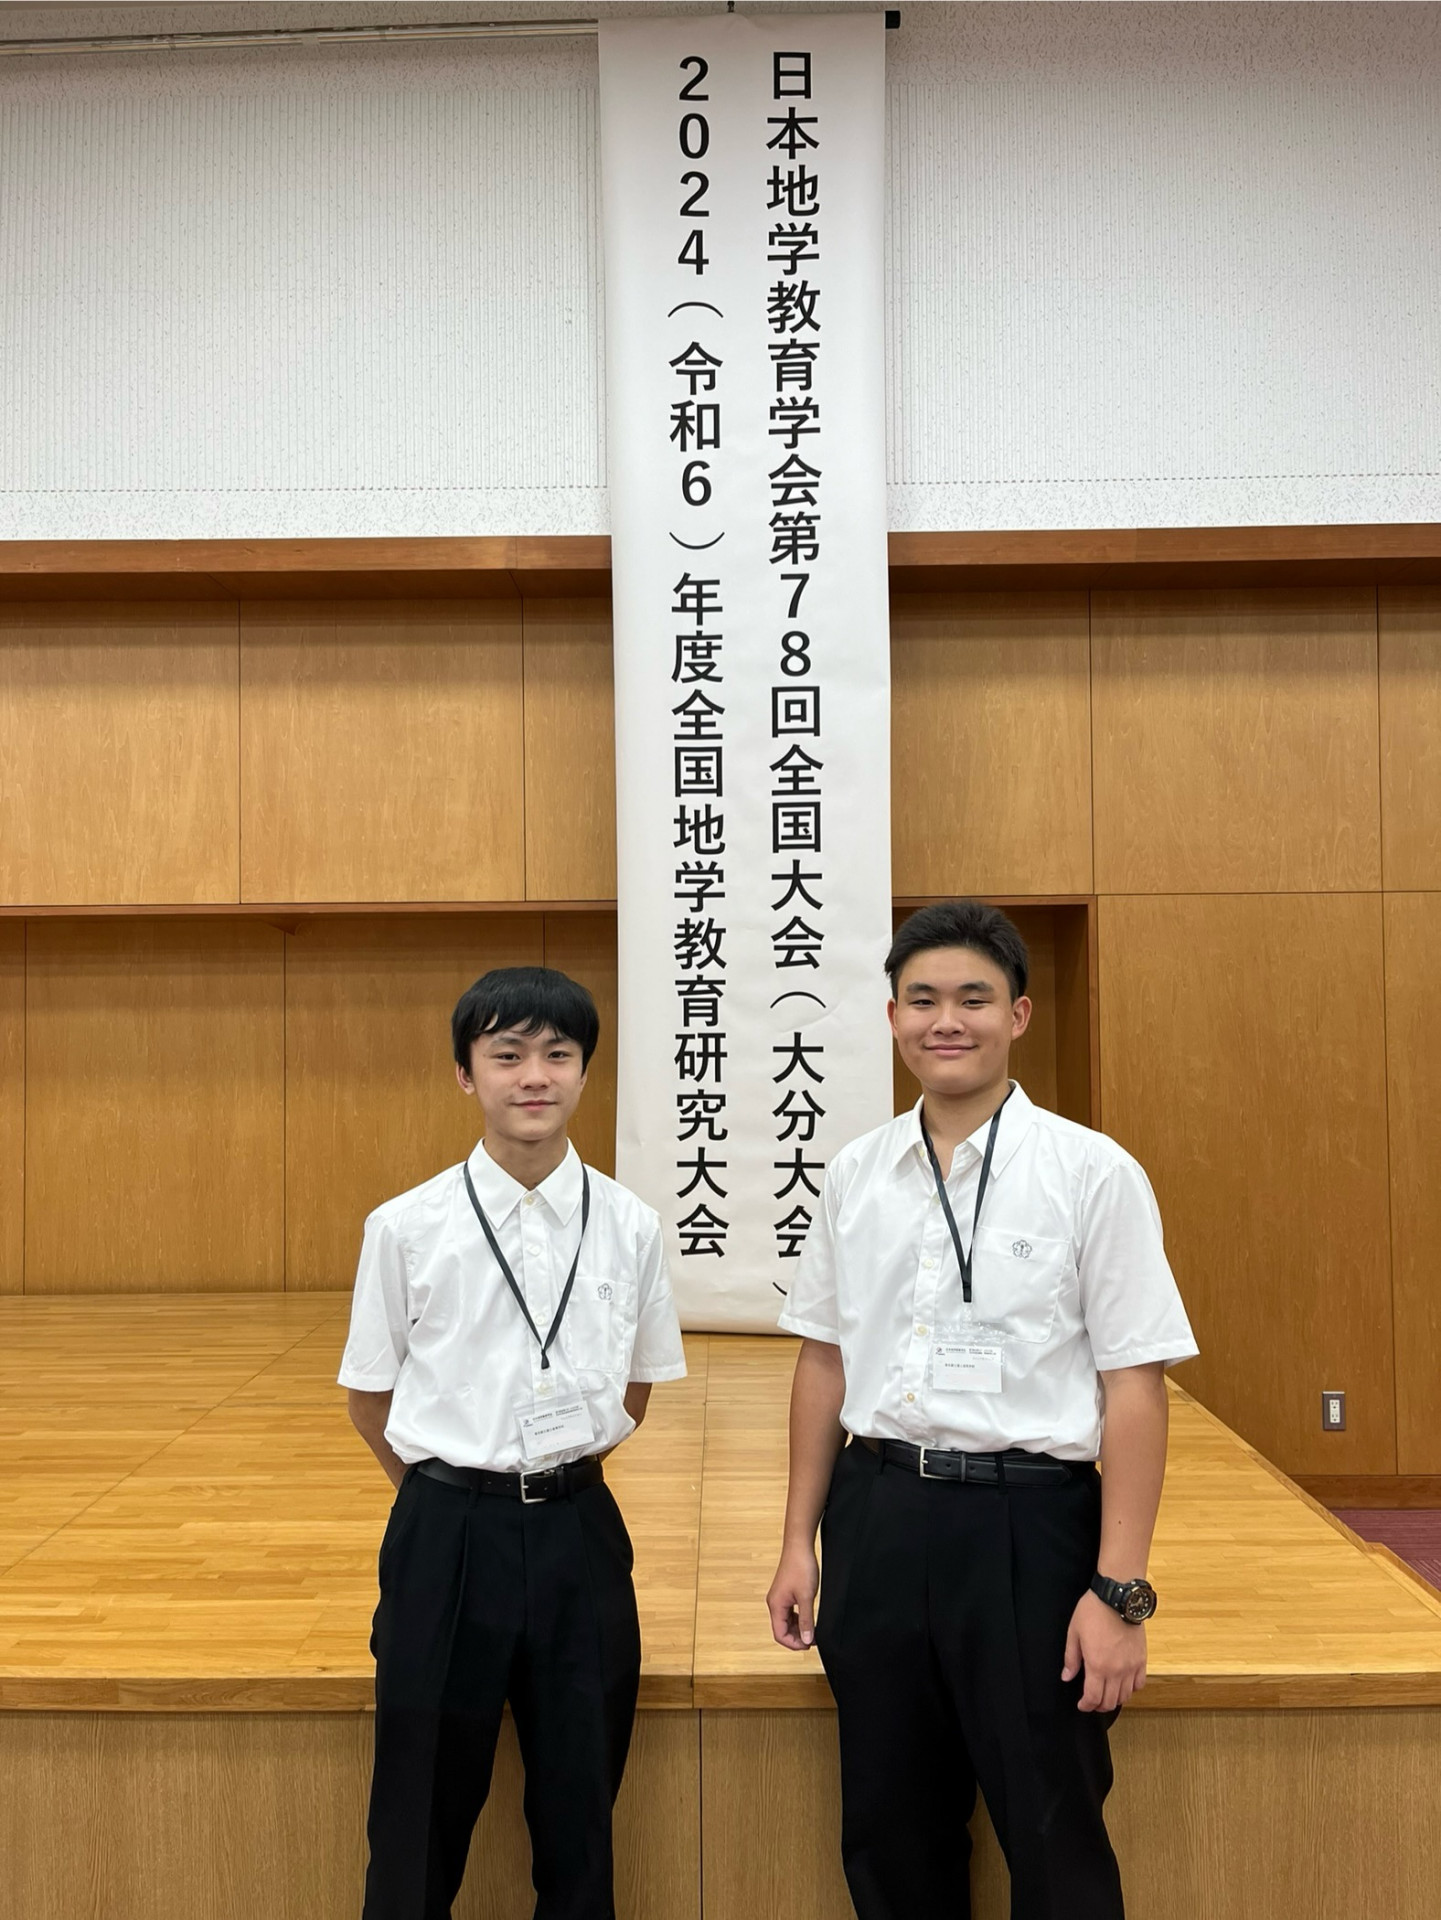 日本地学教育学会第78回全国大会（大分大会）
2024（令和6）年度全国地学教育研究大会